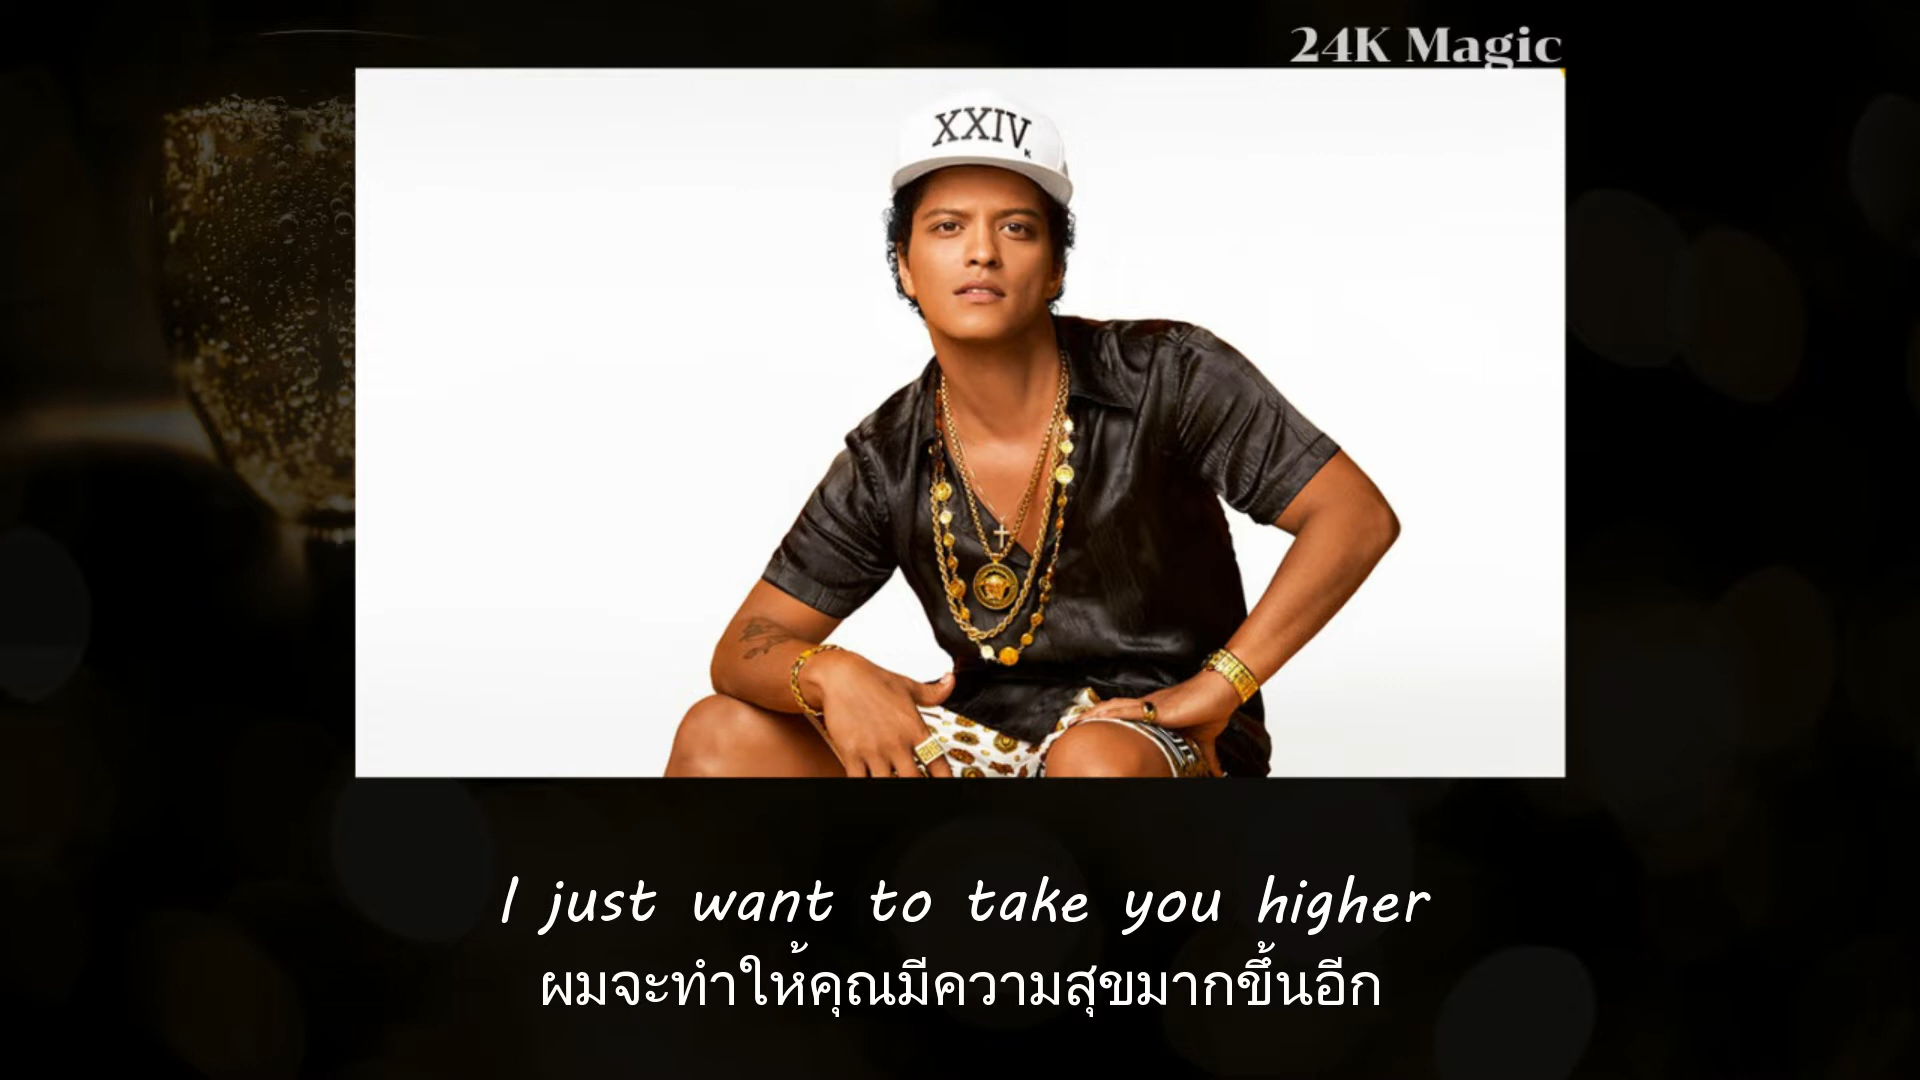 24K Magic
XXIV
K
I just want to take you higher
ผมจะทำให้คุณมีความสุขมากขึ้นอีก